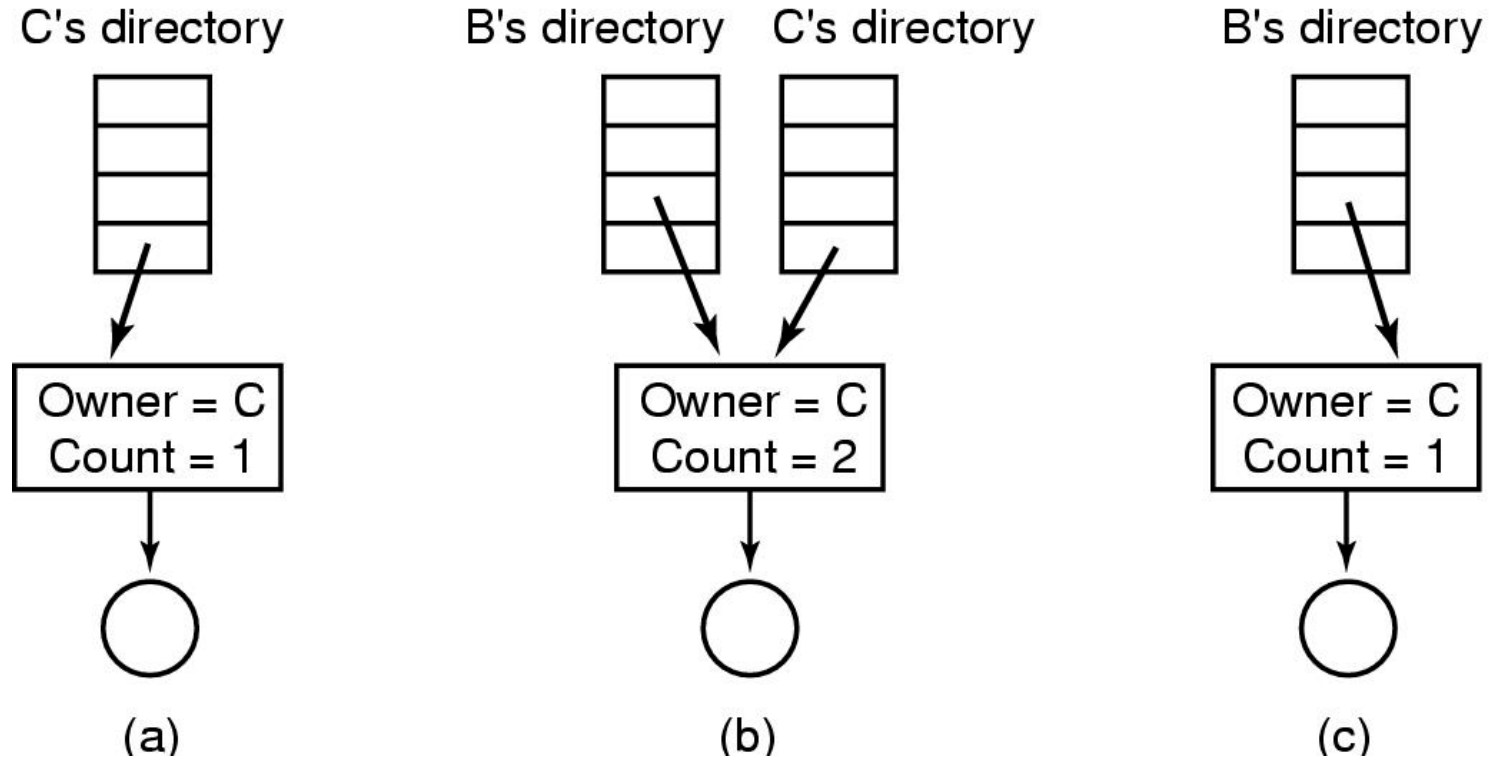 C's directory
B's directory C's directory
B's directory
Owner = C
Count = 1
Owner = C
Count = 2
Owner = C
Count = 1
(a)
(b)
(c)